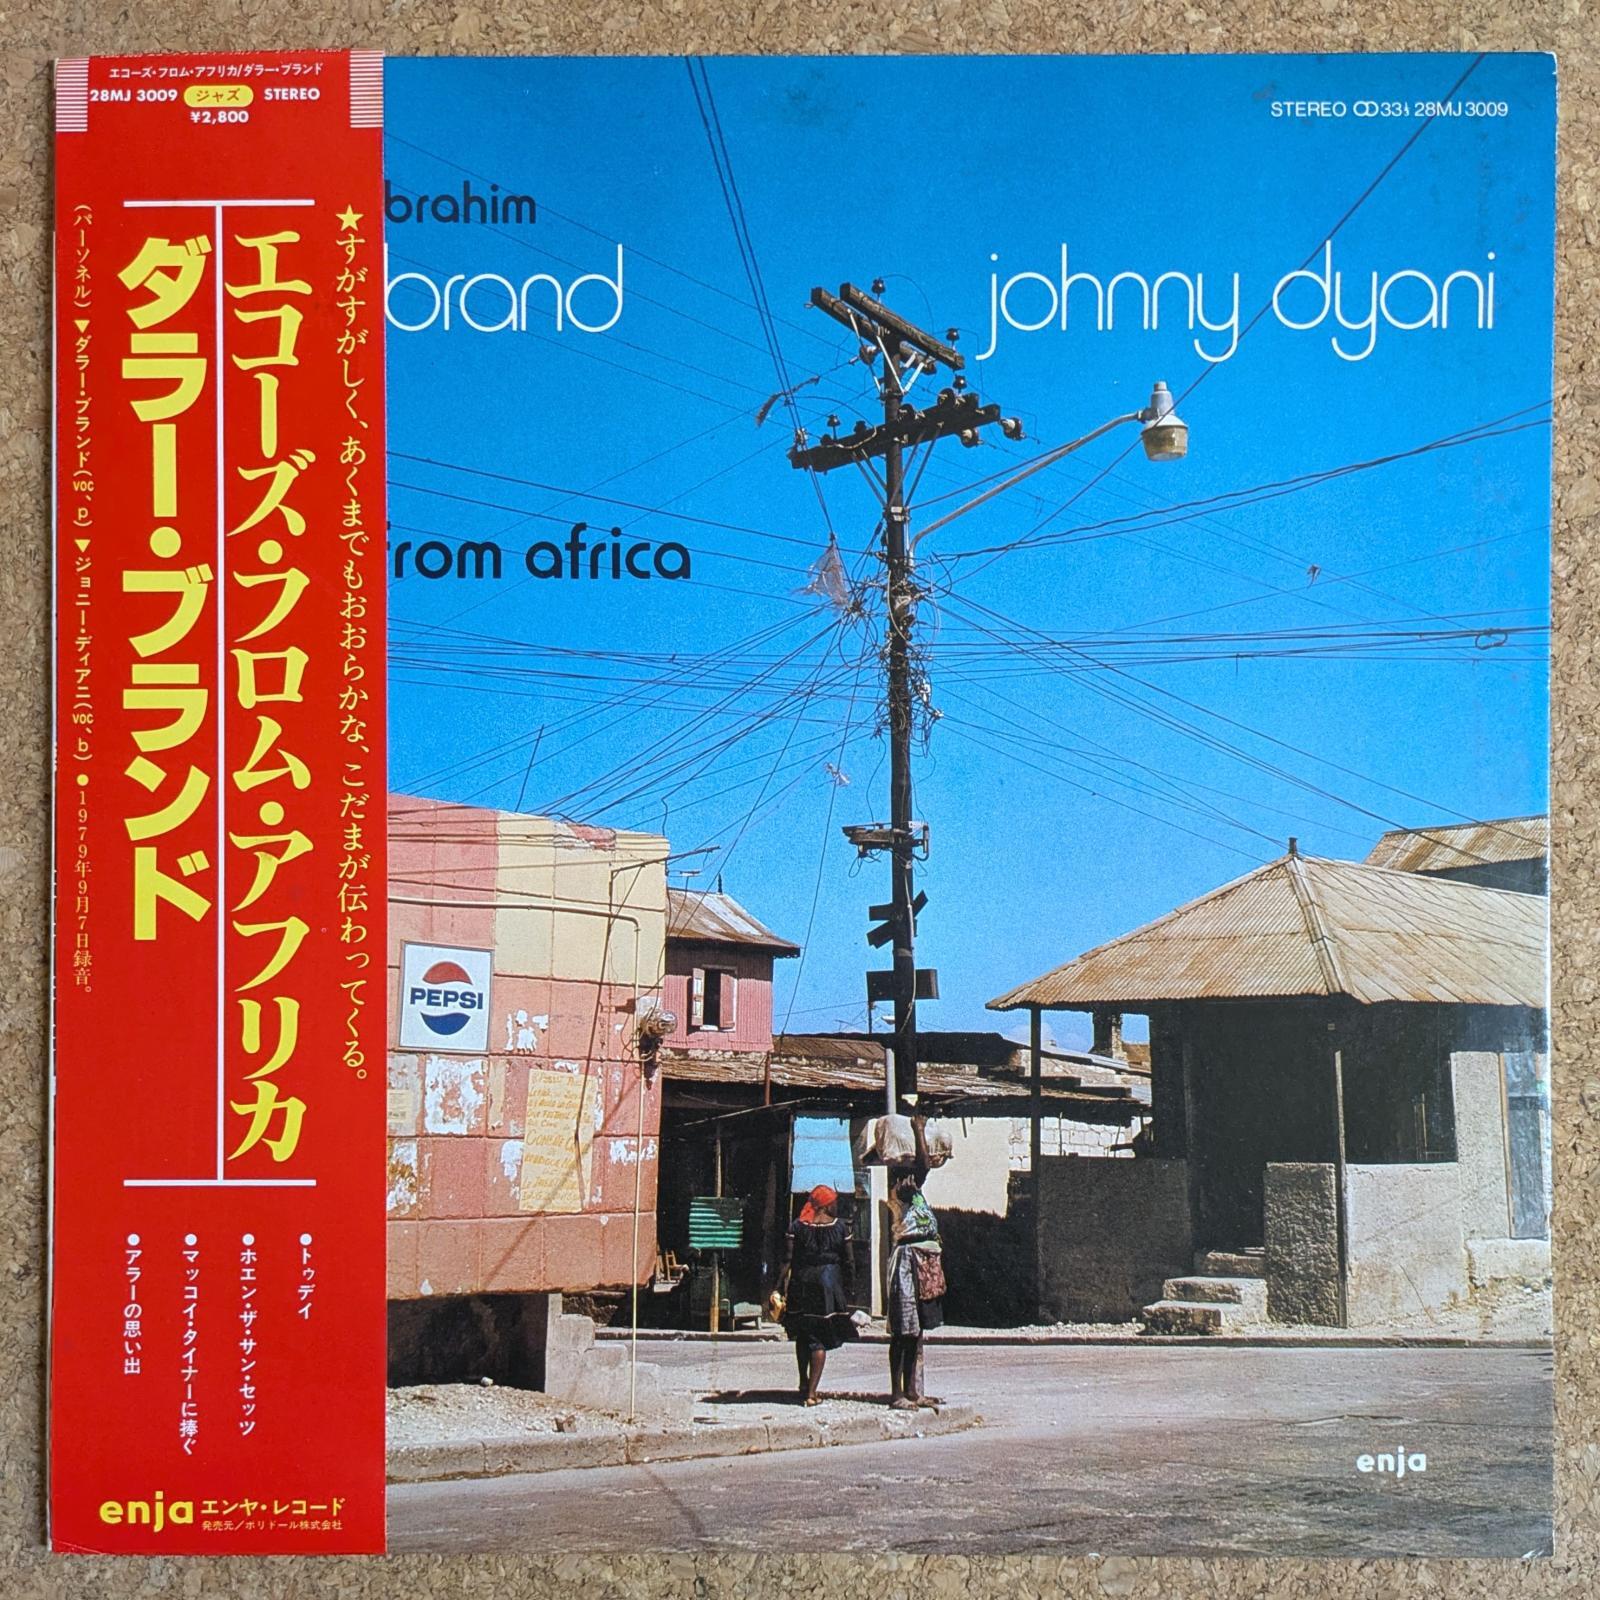 エコーズ・フロム・アフリカ/ダラー・ブランド
28MJ 3009 ジャズ STEREO
¥2,800
★すがすがしく、あくまでもおおらかな、こだまが伝わってくる。
エコーズ・フロム・アフリカ
ダラー・ブランド
(パーソネル)▼ダラー・ブランド(voc、p)▼ジョニー・ディアニ(voc、b)●1979年9月7日録音。
●トゥデイ
●ホエン・ザ・サン・セッツ
●マッコイ・タイナーに捧ぐ
●アラーの思い出
enja エンヤ・レコード
発売元/ポリドール株式会社
STEREO 33⅓ 28MJ3009
brahim
brand
johnny dyani
from africa
PEPSI
enja